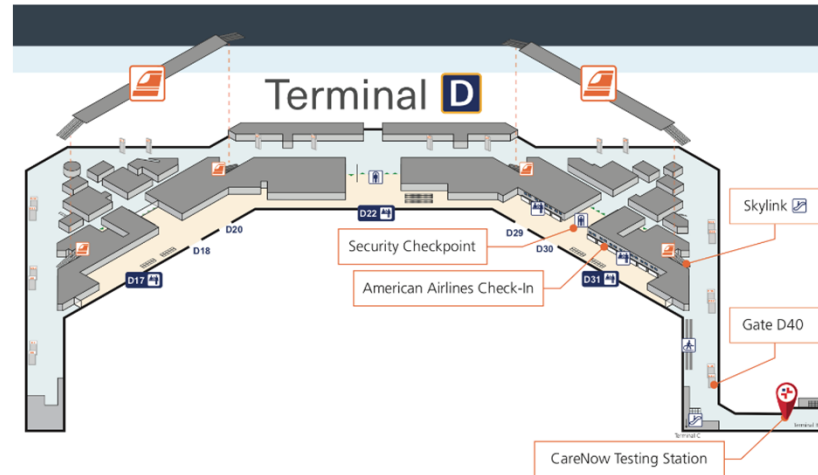 Terminal D
D22
D20
D18
D17
D29
D30
D31
Security Checkpoint
American Airlines Check-In
Skylink
Gate D40
Terminal C
CareNow Testing Station